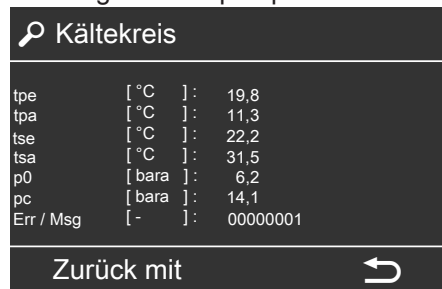 Kältekreis
tpe [ °C ] : 19,8
tpa [ °C ] : 11,3
tse [ °C ] : 22,2
tsa [ °C ] : 31,5
p0 [ bara ] : 6,2
pc [ bara ] : 14,1
Err / Msg [ - ] : 00000001
Zurück mit